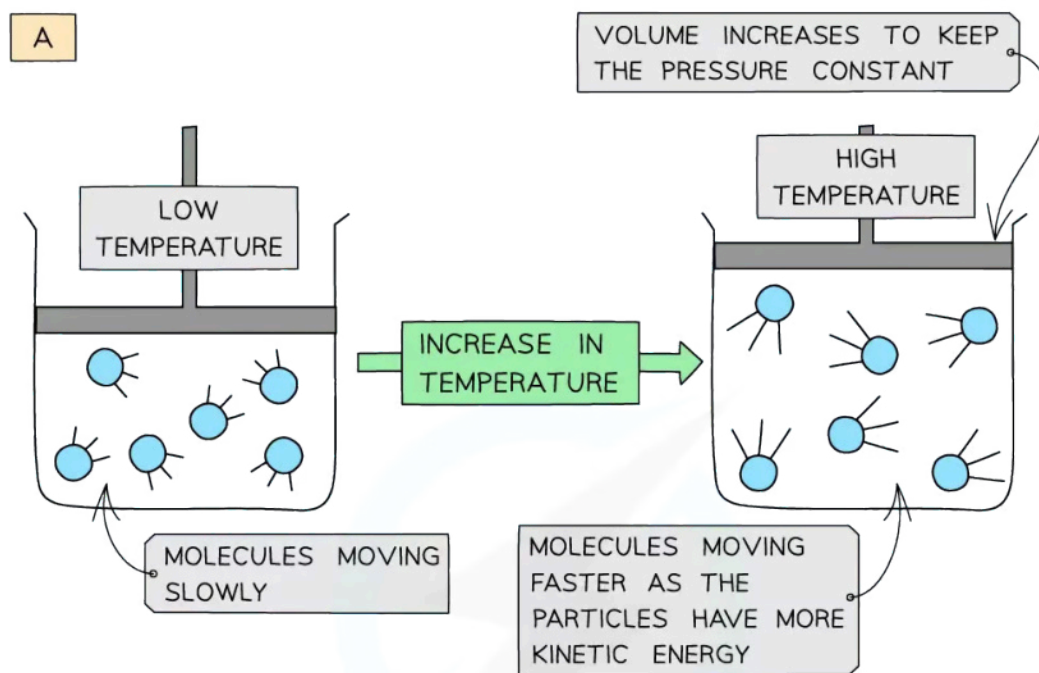 A
VOLUME INCREASES TO KEEP
THE PRESSURE CONSTANT
LOW
TEMPERATURE
HIGH
TEMPERATURE
INCREASE IN
TEMPERATURE
MOLECULES MOVING
SLOWLY
MOLECULES MOVING
FASTER AS THE
PARTICLES HAVE MORE
KINETIC ENERGY